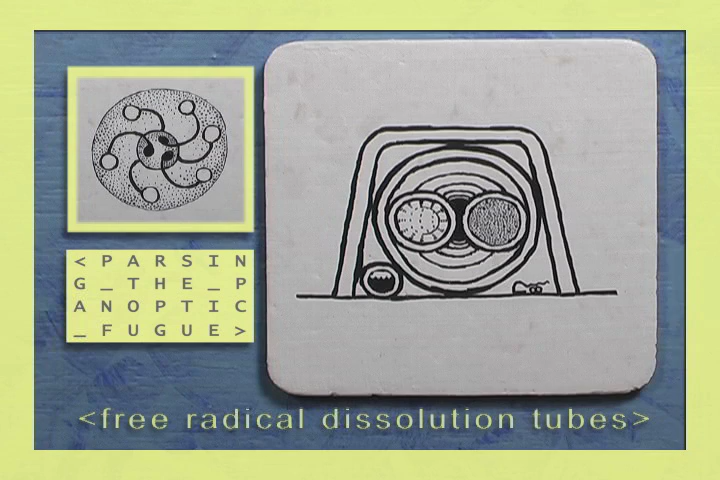 < P A R S I N
G _ T H E _ P
A N O P T I C
_ F U G U E >
<free radical dissolution tubes>